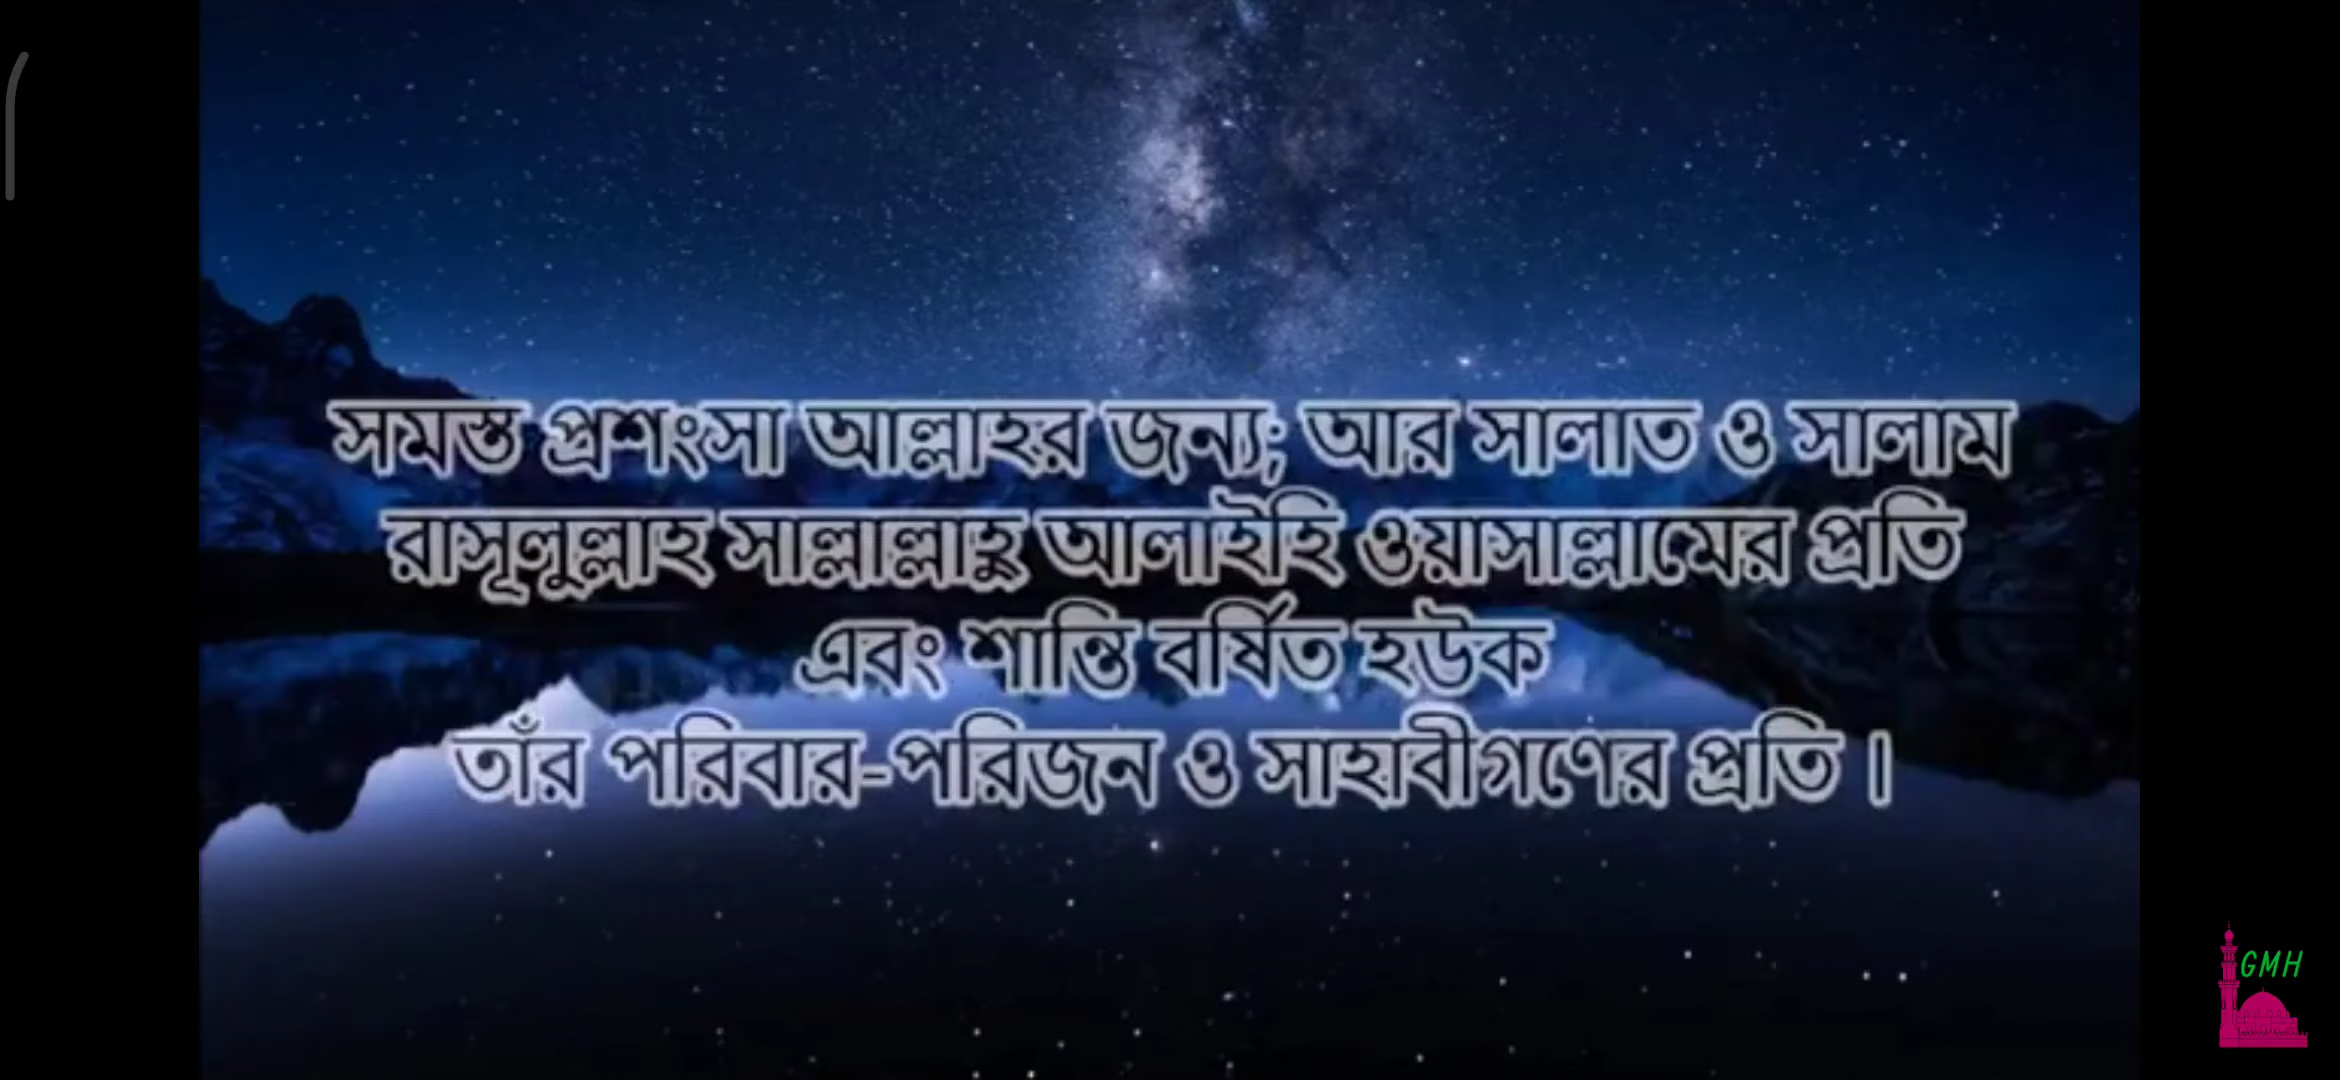 সমস্ত প্রশংসা আল্লাহর জন্য; আর সালাত ও সালাম
রাসূলুল্লাহ সাল্লাল্লাহু আলাইহি ওয়াসাল্লামের প্রতি
এবং শান্তি বর্ষিত হউক
তাঁর পরিবার-পরিজন ও সাহাবীগণের প্রতি ।
GMH